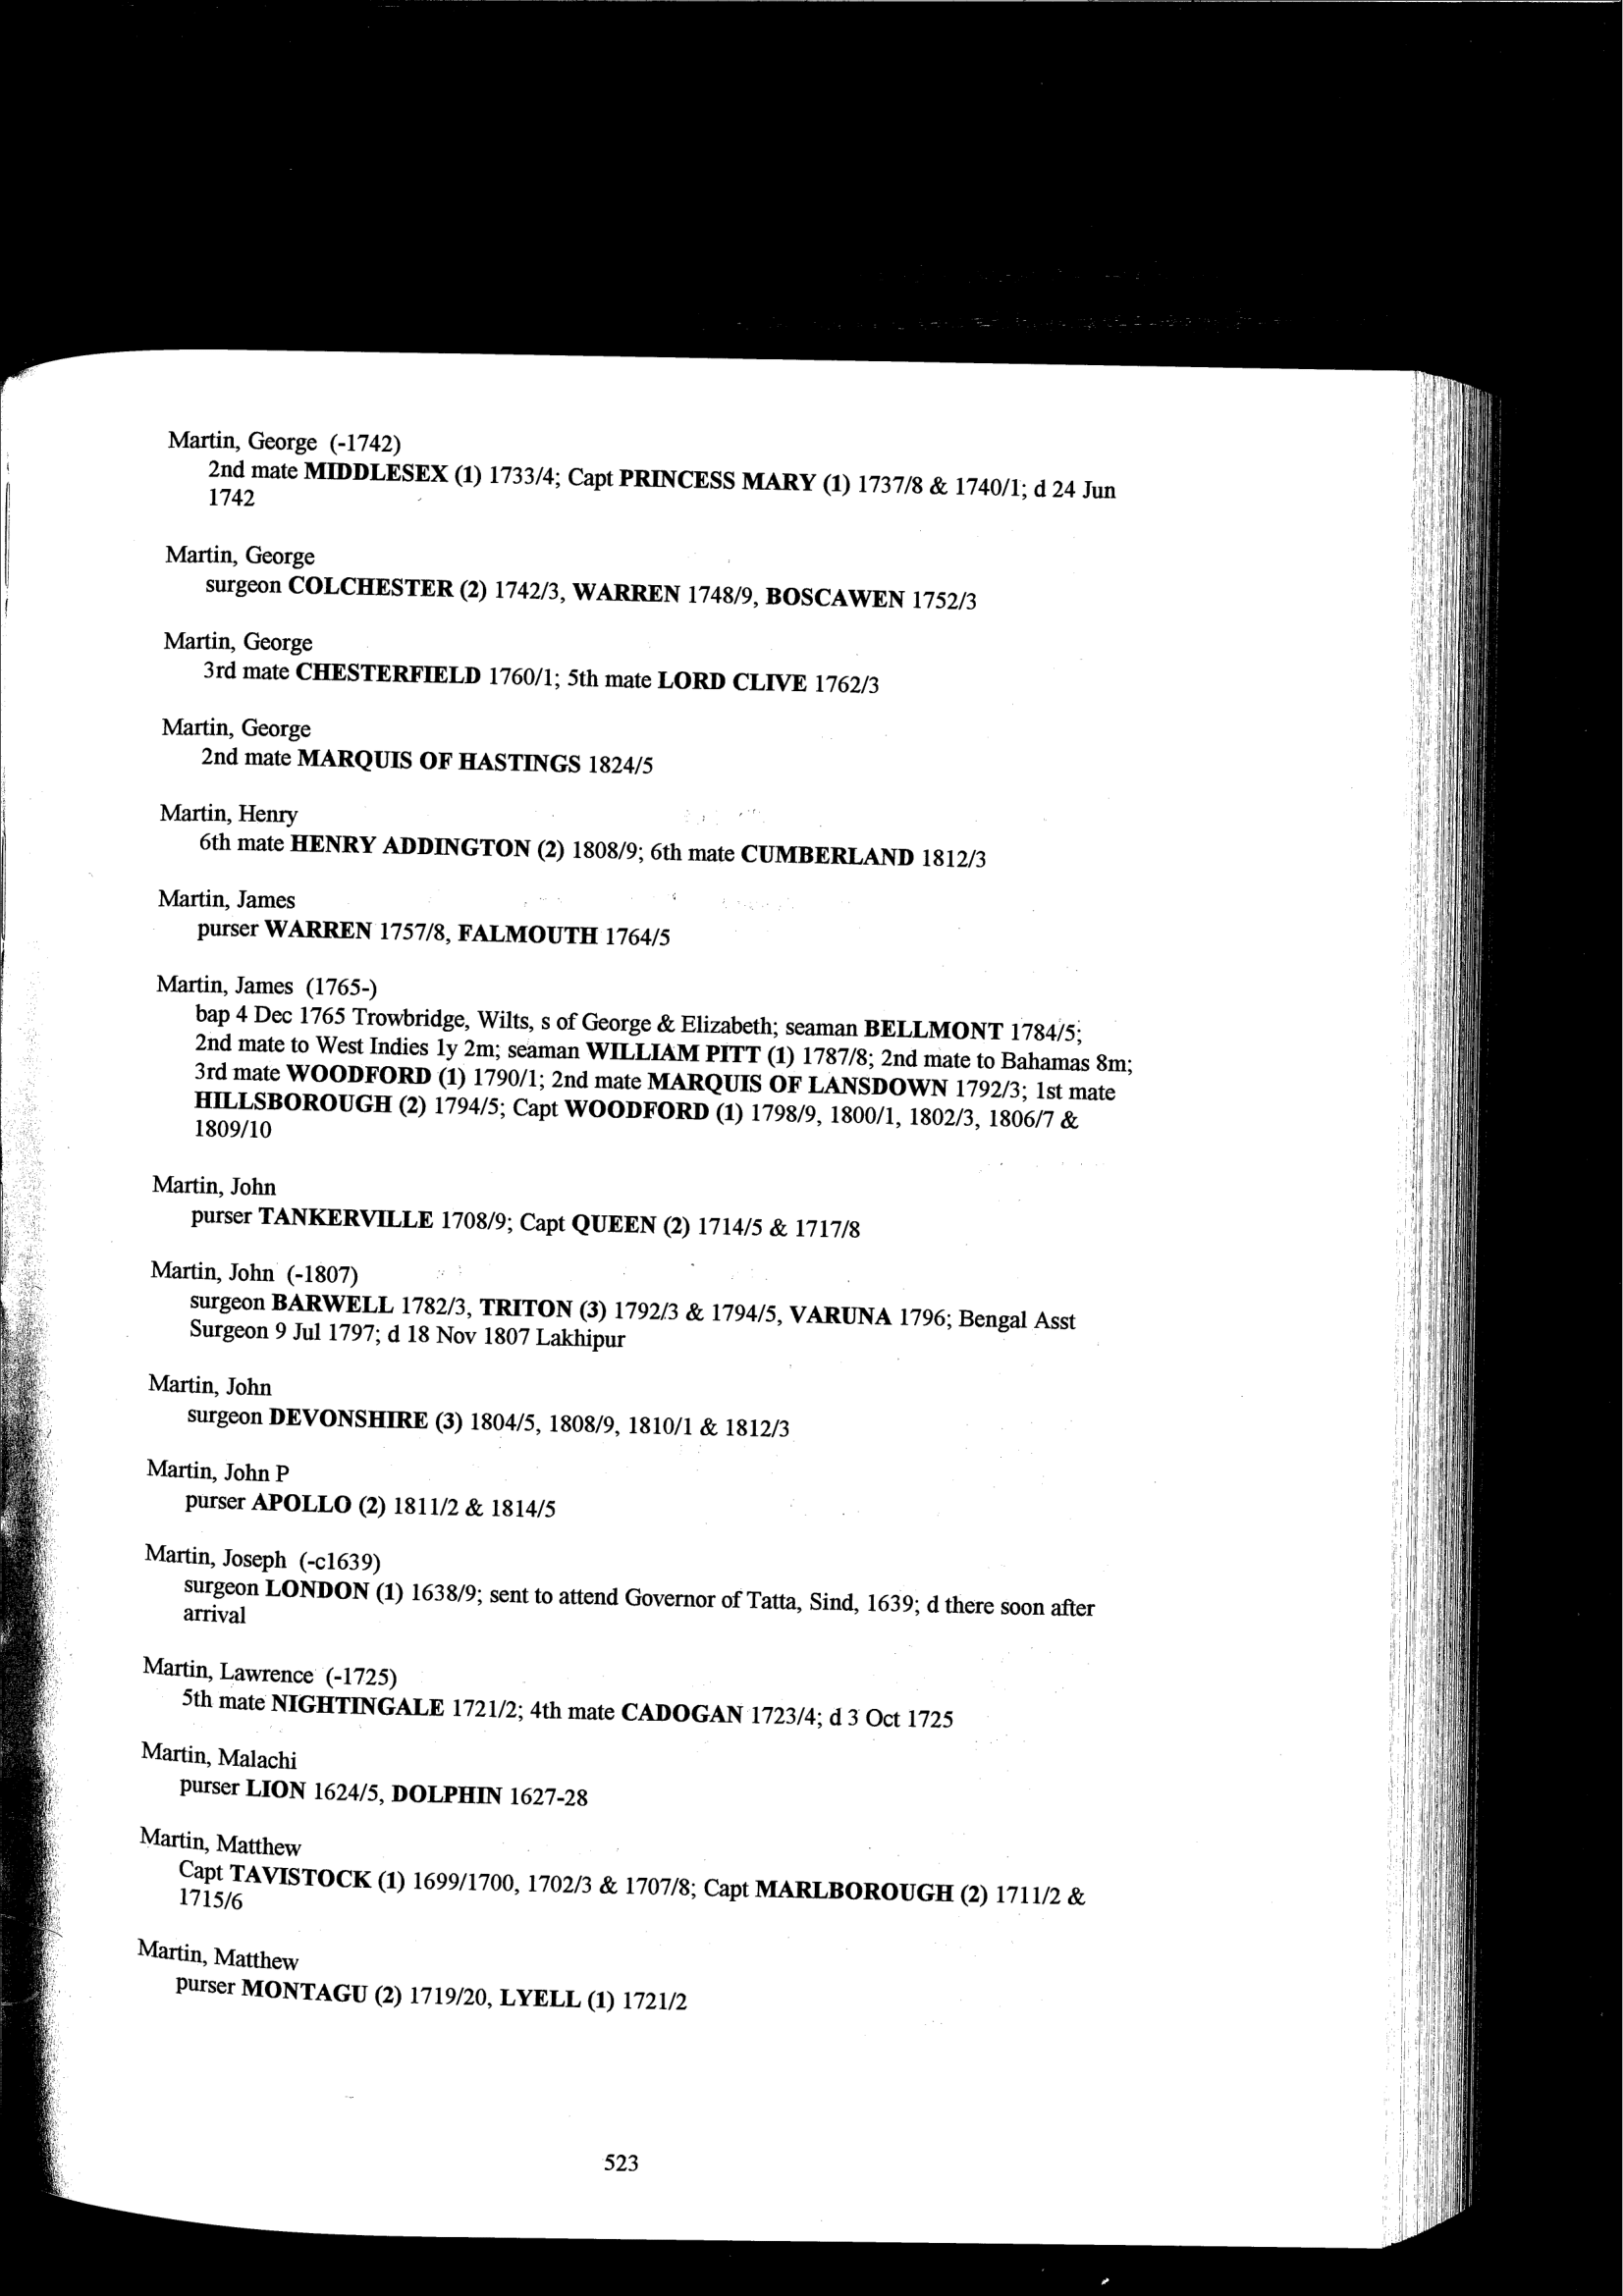 Martin, George (-1742)
2nd mate MIDDLESEX (1) 1733/4; Capt PRINCESS MARY (1) 1737/8 & 1740/1; d 24 Jun
1742
Martin, George
surgeon COLCHESTER (2) 1742/3, WARREN 1748/9, BOSCAWEN 1752/3
Martin, George
3rd mate CHESTERFIELD 1760/1; 5th mate LORD CLIVE 1762/3
Martin, George
2nd mate MARQUIS OF HASTINGS 1824/5
Martin, Henry
6th mate HENRY ADDINGTON (2) 1808/9; 6th mate CUMBERLAND 1812/3
Martin, James
purser WARREN 1757/8, FALMOUTH 1764/5
Martin, James (1765-)
bap 4 Dec 1765 Trowbridge, Wilts, s of George & Elizabeth; seaman BELLMONT 1784/5;
2nd mate to West Indies 1y 2m; seaman WILLIAM PITT (1) 1787/8; 2nd mate to Bahamas 8m;
3rd mate WOODFORD (1) 1790/1; 2nd mate MARQUIS OF LANSDOWN 1792/3; 1st mate
HILLSBOROUGH (2) 1794/5; Capt WOODFORD (1) 1798/9, 1800/1, 1802/3, 1806/7 &
1809/10
Martin, John
purser TANKERVILLE 1708/9; Capt QUEEN (2) 1714/5 & 1717/8
Martin, John (-1807)
surgeon BARWELL 1782/3, TRITON (3) 1792/3 & 1794/5, VARUNA 1796; Bengal Asst
Surgeon 9 Jul 1797; d 18 Nov 1807 Lakhipur
Martin, John
surgeon DEVONSHIRE (3) 1804/5, 1808/9, 1810/1 & 1812/3
Martin, John P
purser APOLLO (2) 1811/2 & 1814/5
Martin, Joseph (-c1639)
surgeon LONDON (1) 1638/9; sent to attend Governor of Tatta, Sind, 1639; d there soon after
arrival
Martin, Lawrence (-1725)
5th mate NIGHTINGALE 1721/2; 4th mate CADOGAN 1723/4; d 3 Oct 1725
Martin, Malachi
purser LION 1624/5, DOLPHIN 1627-28
Martin, Matthew
Capt TAVISTOCK (1) 1699/1700, 1702/3 & 1707/8; Capt MARLBOROUGH (2) 1711/2 &
1715/6
Martin, Matthew
purser MONTAGU (2) 1719/20, LYELL (1) 1721/2
523